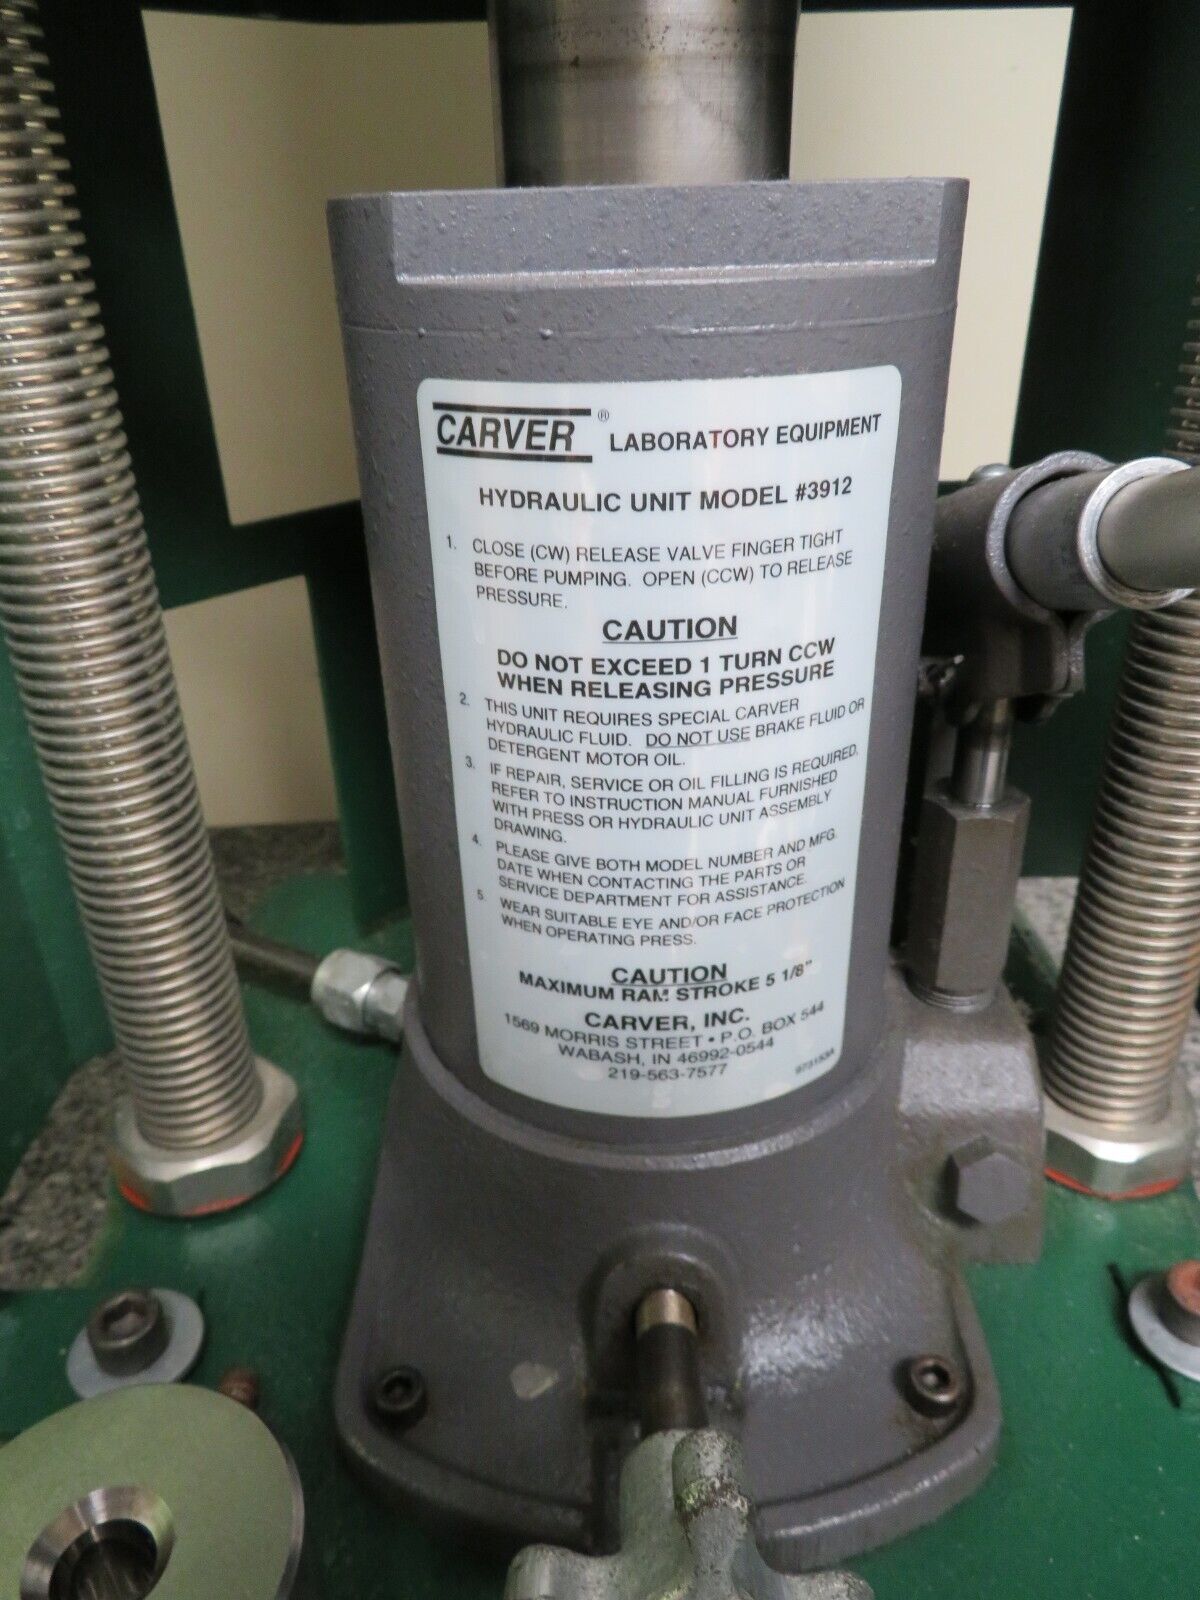 CARVER ® LABORATORY EQUIPMENT
HYDRAULIC UNIT MODEL #3912
1. CLOSE (CW) RELEASE VALVE FINGER TIGHT
BEFORE PUMPING. OPEN (CCW) TO RELEASE
PRESSURE.
CAUTION
DO NOT EXCEED 1 TURN CCW
WHEN RELEASING PRESSURE
2. THIS UNIT REQUIRES SPECIAL CARVER
HYDRAULIC FLUID. DO NOT USE BRAKE FLUID OR
DETERGENT MOTOR OIL.
3. IF REPAIR, SERVICE OR OIL FILLING IS REQUIRED,
REFER TO INSTRUCTION MANUAL FURNISHED
WITH PRESS OR HYDRAULIC UNIT ASSEMBLY
DRAWING.
4. PLEASE GIVE BOTH MODEL NUMBER AND MFG.
DATE WHEN CONTACTING THE PARTS OR
SERVICE DEPARTMENT FOR ASSISTANCE.
5. WEAR SUITABLE EYE AND/OR FACE PROTECTION
WHEN OPERATING PRESS.
CAUTION
MAXIMUM RAM STROKE 5 1/8"
CARVER, INC.
1569 MORRIS STREET • P.O. BOX 544
WABASH, IN 46992-0544
219-563-7577
973153A